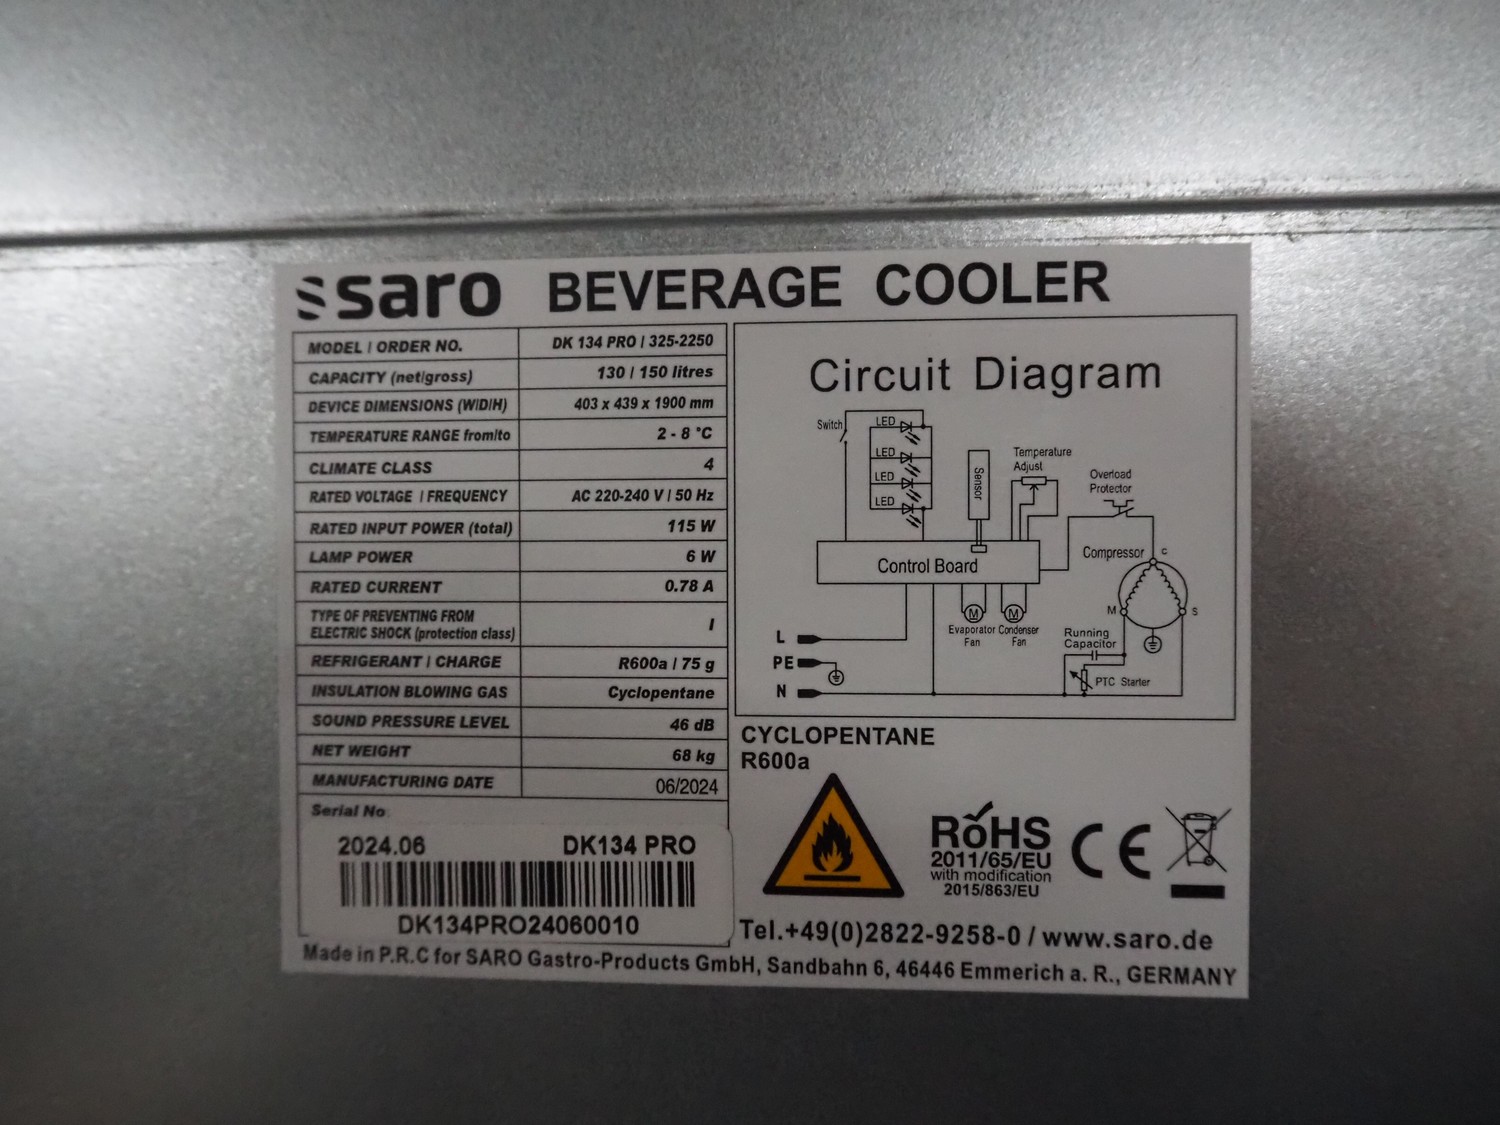 saro BEVERAGE COOLER
MODEL / ORDER NO. DK 134 PRO / 325-2250
CAPACITY (net/gross) 130 / 150 litres
DEVICE DIMENSIONS (W/D/H) 403 x 439 x 1900 mm
TEMPERATURE RANGE from/to 2 - 8 °C
CLIMATE CLASS 4
RATED VOLTAGE / FREQUENCY AC 220-240 V / 50 Hz
RATED INPUT POWER (total) 115 W
LAMP POWER 6 W
RATED CURRENT 0.78 A
TYPE OF PREVENTING FROM
ELECTRIC SHOCK (protection class) I
REFRIGERANT / CHARGE R600a / 75 g
INSULATION BLOWING GAS Cyclopentane
SOUND PRESSURE LEVEL 46 dB
NET WEIGHT 68 kg
MANUFACTURING DATE 06/2024
Serial No
2024.06 DK134 PRO
DK134PRO24060010
Circuit Diagram
Switch
LED
LED
LED
LED
Sensor
Temperature
Adjust
Overload
Protector
Control Board
Compressor
C
M
S
M
M
Evaporator
Fan
Condenser
Fan
Running
Capacitor
PTC Starter
L
PE
N
CYCLOPENTANE
R600a
RoHS
2011/65/EU
with modification
2015/863/EU
CE
Tel.+49(0)2822-9258-0 / www.saro.de
Made in P.R.C for SARO Gastro-Products GmbH, Sandbahn 6, 46446 Emmerich a. R., GERMANY